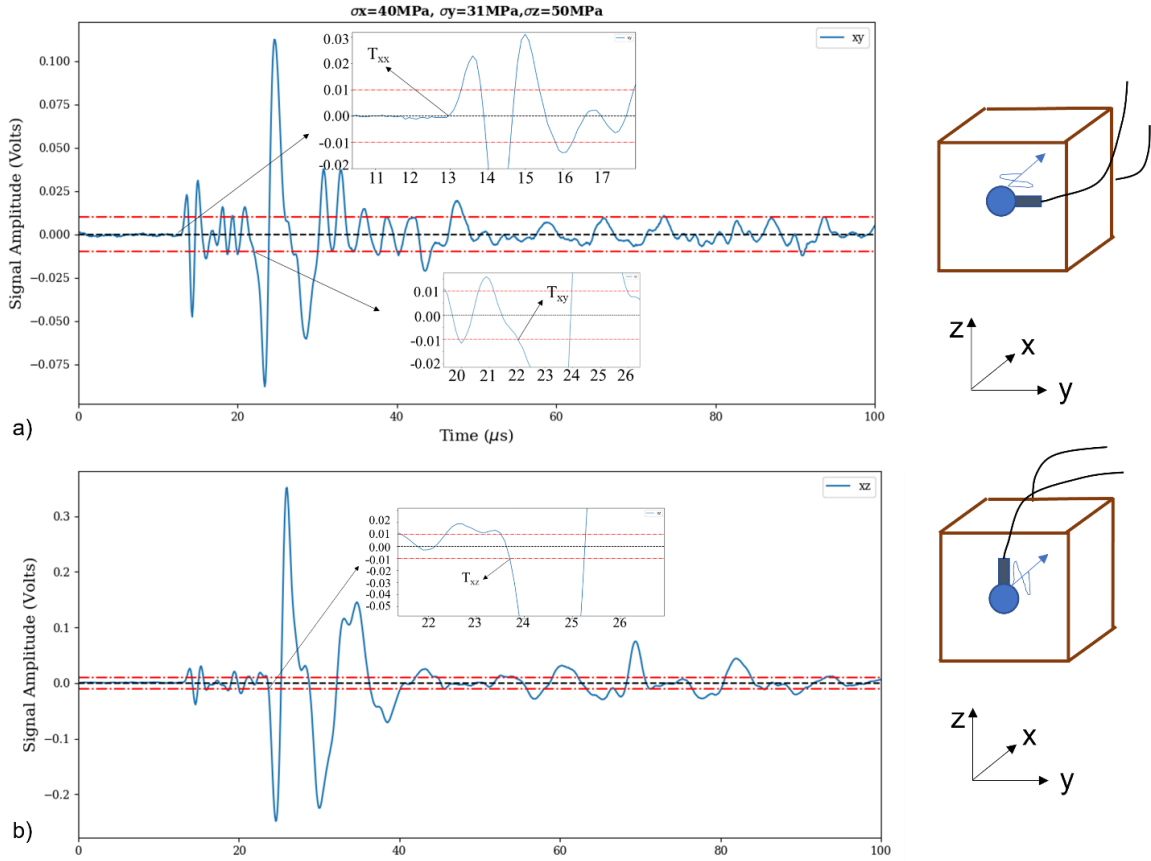 σx=40MPa, σy=31MPa,σz=50MPa
xy
Signal Amplitude (Volts)
0.100
0.075
0.050
0.025
0.000
−0.025
−0.050
−0.075
0.03
0.02
0.01
0.00
-0.01
-0.02
11 12 13 14 15 16 17
Txx
0.01
0.00
-0.01
-0.02
20 21 22 23 24 25 26
Txy
0 20 40 60 80 100
Time (μs)
a)
z
x
y
xz
Signal Amplitude (Volts)
0.3
0.2
0.1
0.0
−0.1
−0.2
0.02
0.01
0.00
-0.01
-0.02
-0.03
-0.04
-0.05
22 23 24 25 26
Txz
0 20 40 60 80 100
b)
z
x
y